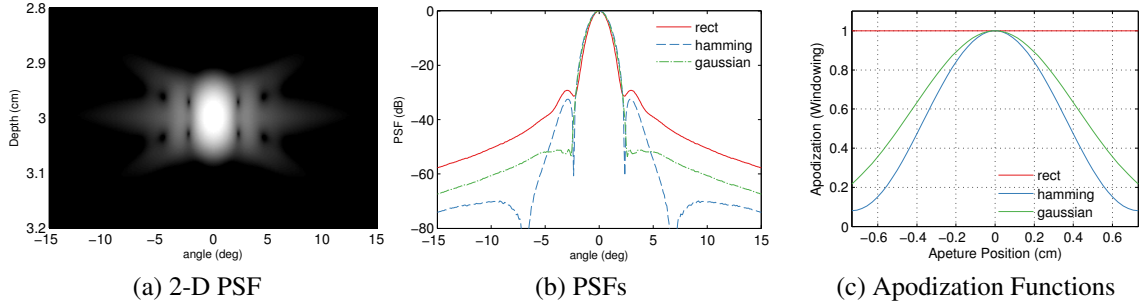 2.8
2.9
3
3.1
3.2
Depth (cm)
−15 −10 −5 0 5 10 15
angle (deg)
(a) 2-D PSF
0
−20
−40
−60
−80
PSF (dB)
rect
hamming
gaussian
−15 −10 −5 0 5 10 15
angle (deg)
(b) PSFs
1
0.8
0.6
0.4
0.2
0
Apodization (Windowing)
rect
hamming
gaussian
−0.6 −0.4 −0.2 0 0.2 0.4 0.6
Apeture Position (cm)
(c) Apodization Functions